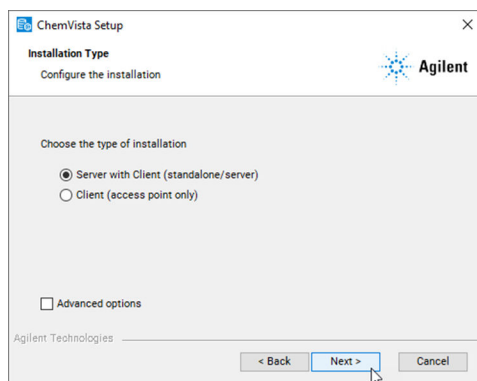 ChemVista Setup
Installation Type
Configure the installation
Agilent
Choose the type of installation
Server with Client (standalone/server)
Client (access point only)
Advanced options
Agilent Technologies
< Back Next > Cancel